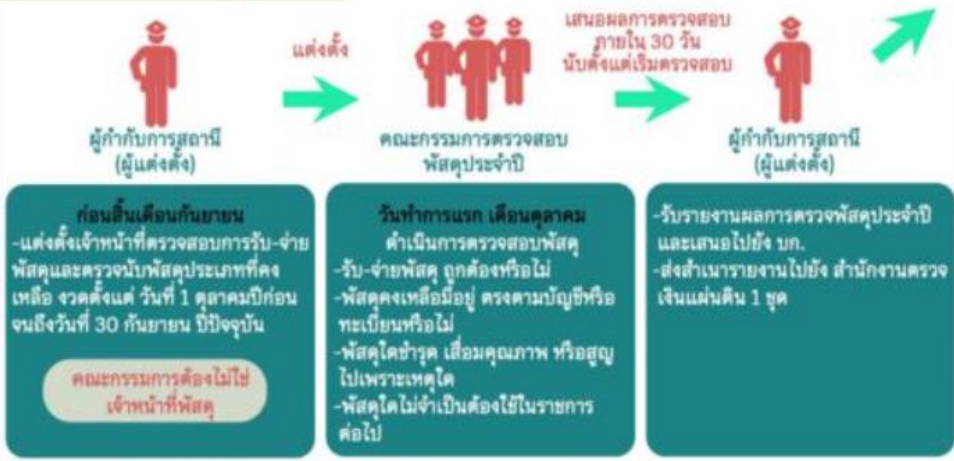 แต่งตั้ง
เสนอผลการตรวจสอบ
ภายใน 30 วัน
นับตั้งแต่เริ่มตรวจสอบ
ผู้กำกับการสถานี
(ผู้แต่งตั้ง)
คณะกรรมการตรวจสอบ
พัสดุประจำปี
ผู้กำกับการสถานี
(ผู้แต่งตั้ง)
ก่อนสิ้นเดือนกันยายน
-แต่งตั้งเจ้าหน้าที่ตรวจสอบการรับ-จ่าย
พัสดุและตรวจนับพัสดุประเภทที่คง
เหลือ งวดตั้งแต่ วันที่ 1 ตุลาคมปีก่อน
จนถึงวันที่ 30 กันยายน ปีปัจจุบัน
คณะกรรมการต้องไม่ใช่
เจ้าหน้าที่พัสดุ
วันทำการแรก เดือนตุลาคม
ดำเนินการตรวจสอบพัสดุ
-รับ-จ่ายพัสดุ ถูกต้องหรือไม่
-พัสดุคงเหลือมีอยู่ ตรงตามบัญชีหรือ
ทะเบียนหรือไม่
-พัสดุใดชำรุด เสื่อมคุณภาพ หรือสูญ
ไปเพราะเหตุใด
-พัสดุใดไม่จำเป็นต้องใช้ในราชการ
ต่อไป
-รับรายงานผลการตรวจพัสดุประจำปี
และเสนอไปยัง บก.
-ส่งสำเนารายงานไปยัง สำนักงานตรวจ
เงินแผ่นดิน 1 ชุด